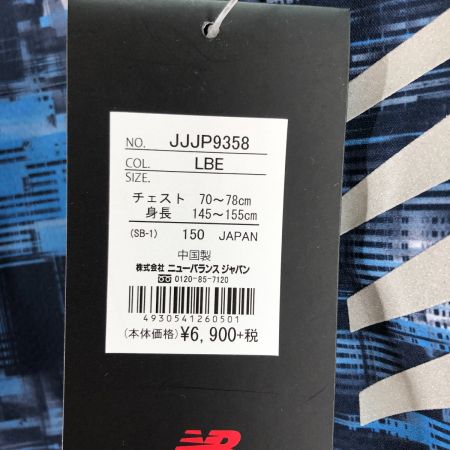 NO. JJJP9358
COL. LBE
SIZE.
チェスト 70～78cm
身長 145～155cm
(SB-1) 150 JAPAN
中国製
株式会社 ニューバランス ジャパン
0120-85-7120
4930541260501
(本体価格) ¥6,900+税
NB